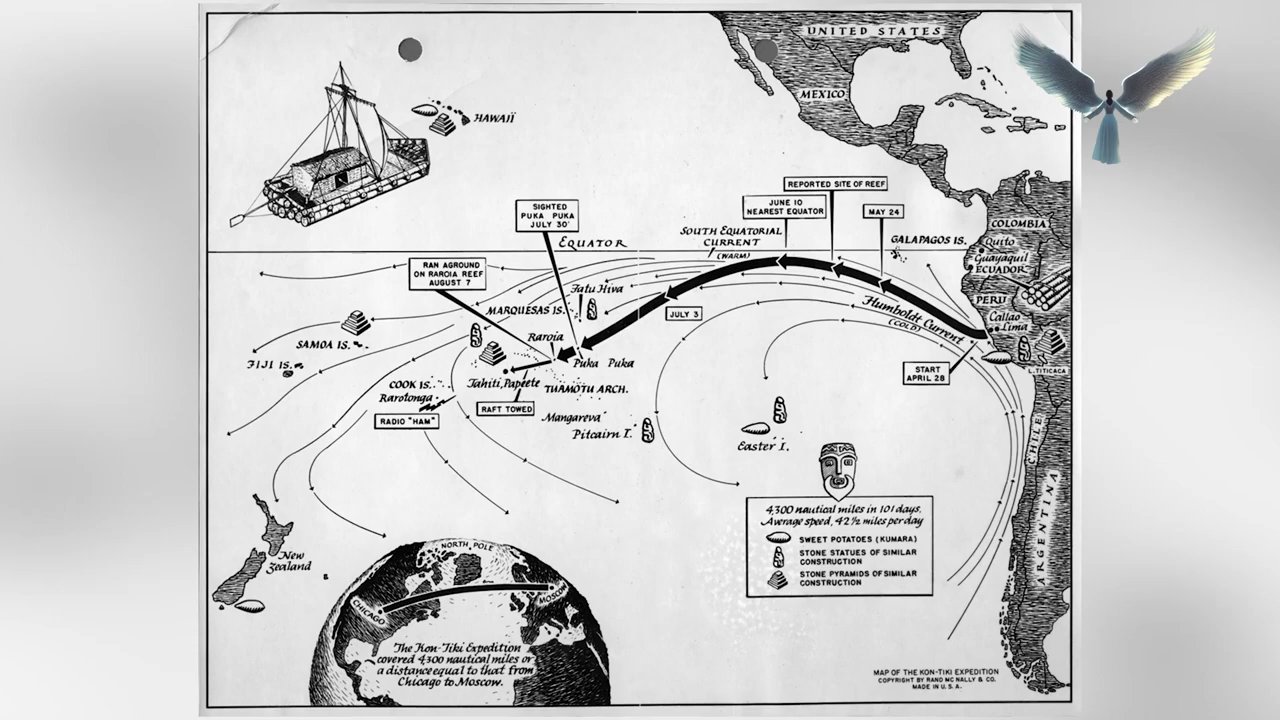 UNITED STATES
MEXICO
HAWAII
REPORTED SITE OF REEF
JUNE 10
NEAREST EQUATOR
MAY 24
SIGHTED
PUKA PUKA
JULY 30
EQUATOR
SOUTH EQUATORIAL
CURRENT
(WARM)
GALAPAGOS IS.
COLOMBIA
Quito
Guayaquil
ECUADOR
PERU
Callao
Lima
L. TITICACA
RAN AGROUND
ON RAROIA REEF
AUGUST 7
MARQUESAS IS.
Fatu Hiva
JULY 3
Humboldt Current
(COLD)
START
APRIL 28
SAMOA IS.
FIJI IS.
Raroia
Puka Puka
Tahiti, Papeete
TUAMOTU ARCH.
RAFT TOWED
COOK IS.
Rarotonga
RADIO "HAM"
Mangareva
Pitcairn I.
Easter I.
CHILE
ARGENTINA
New
Zealand
4,300 nautical miles in 101 days.
Average speed, 42½ miles per day
SWEET POTATOES (KUMARA)
STONE STATUES OF SIMILAR
CONSTRUCTION
STONE PYRAMIDS OF SIMILAR
CONSTRUCTION
NORTH POLE
CHICAGO
MOSCOW
The Kon-Tiki Expedition
covered 4,300 nautical miles or
a distance equal to that from
Chicago to Moscow.
MAP OF THE KON-TIKI EXPEDITION
COPYRIGHT BY RAND MC NALLY & CO.
MADE IN U.S.A.